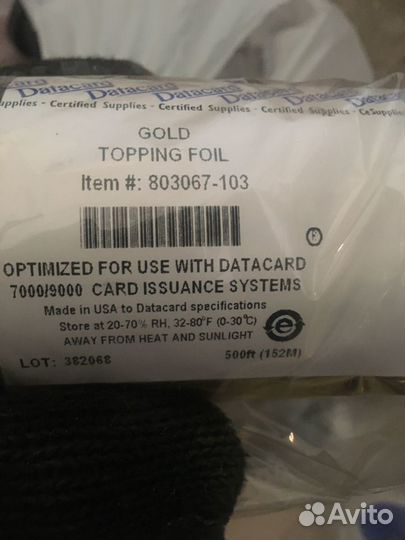 Datacard Datacard Datacard Datacard
Supplies - Certified Supplies - Certified Supplies - Certified Supplies - CeSupplies
GOLD
TOPPING FOIL
Item #: 803067-103
OPTIMIZED FOR USE WITH DATACARD
7000/9000 CARD ISSUANCE SYSTEMS
Made in USA to Datacard specifications
Store at 20-70% RH, 32-80°F (0-30°C)
AWAY FROM HEAT AND SUNLIGHT
LOT: 382068
500ft (152M)
Avito